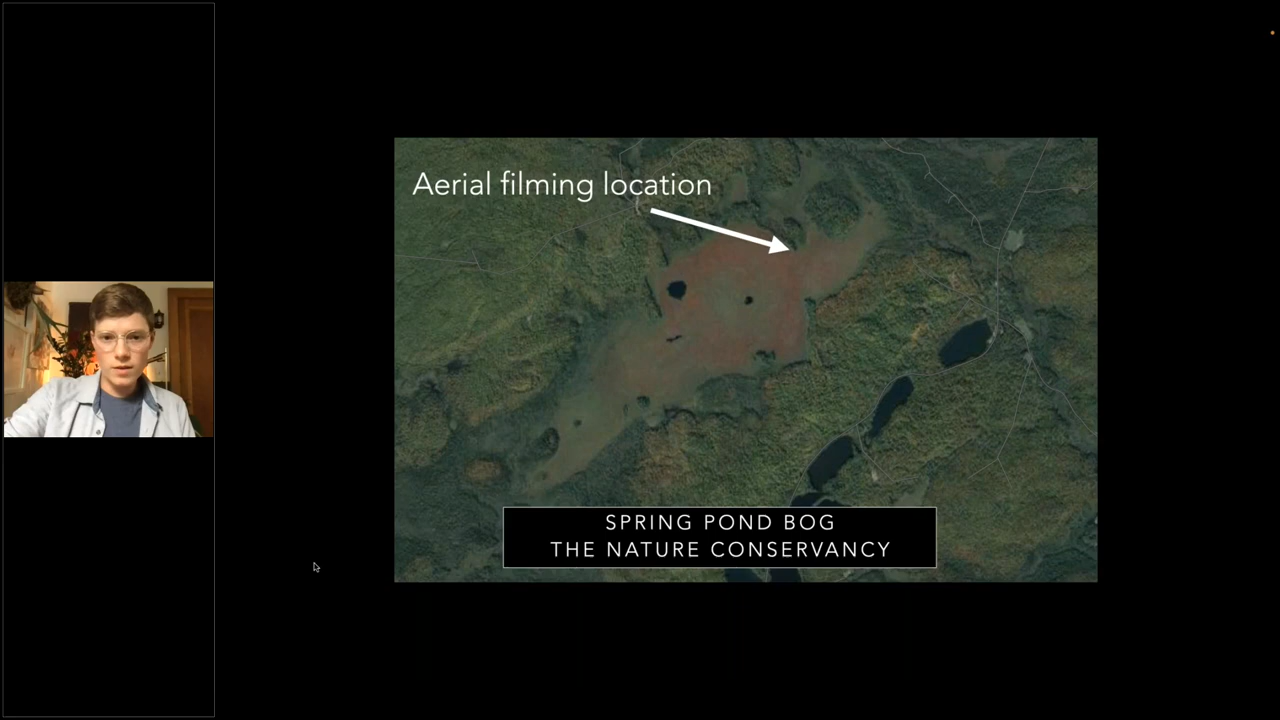 Aerial filming location
SPRING POND BOG
THE NATURE CONSERVANCY